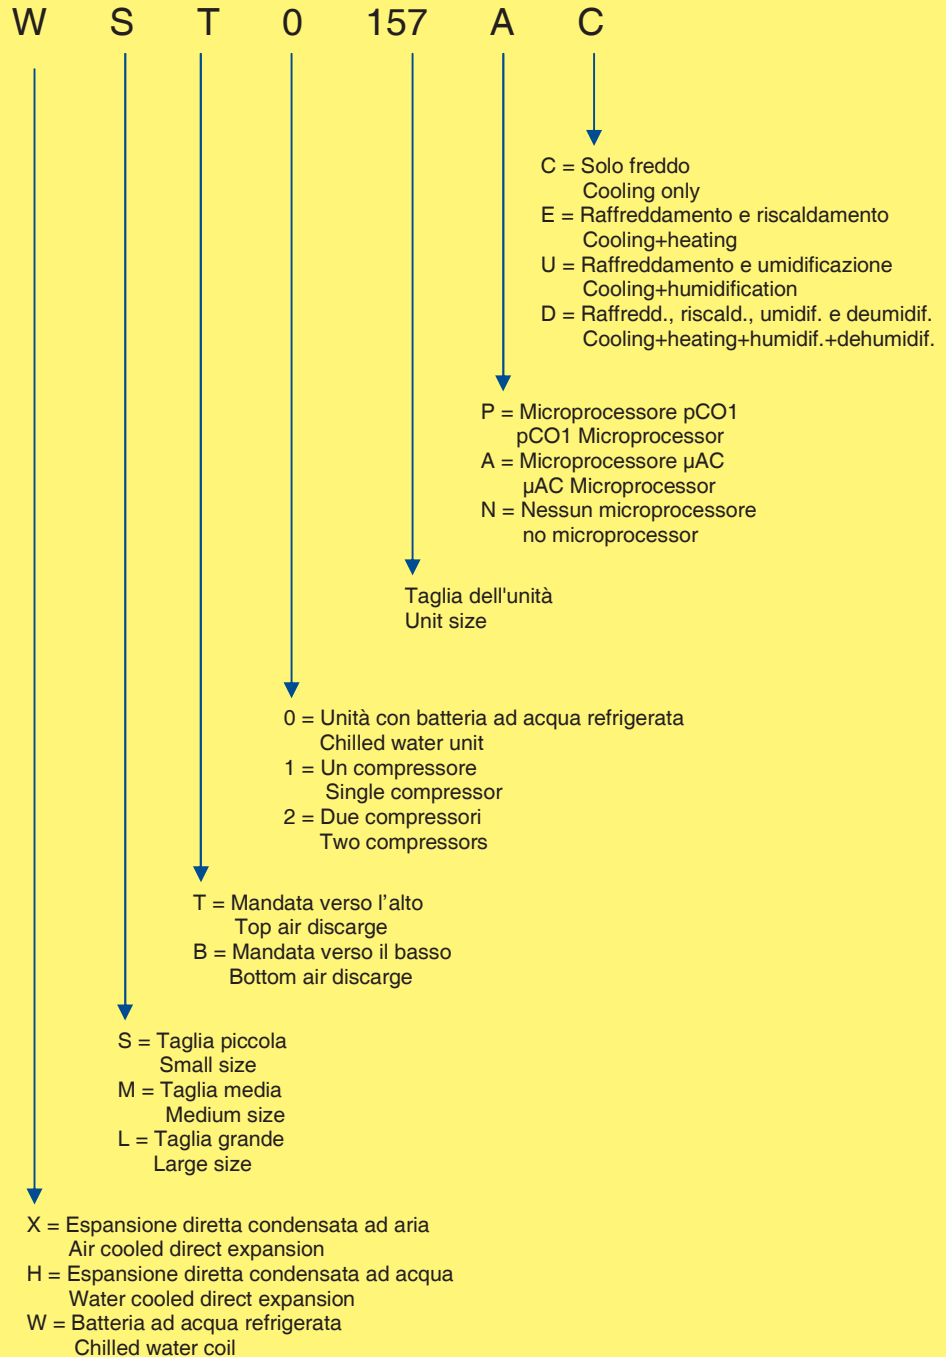 W S T 0 157 A C
C = Solo freddo
Cooling only
E = Raffreddamento e riscaldamento
Cooling+heating
U = Raffreddamento e umidificazione
Cooling+humidification
D = Raffredd., riscald., umidif. e deumidif.
Cooling+heating+humidif.+dehumidif.
P = Microprocessore pCO1
pCO1 Microprocessor
A = Microprocessore µAC
µAC Microprocessor
N = Nessun microprocessore
no microprocessor
Taglia dell'unità
Unit size
0 = Unità con batteria ad acqua refrigerata
Chilled water unit
1 = Un compressore
Single compressor
2 = Due compressori
Two compressors
T = Mandata verso l’alto
Top air discarge
B = Mandata verso il basso
Bottom air discarge
S = Taglia piccola
Small size
M = Taglia media
Medium size
L = Taglia grande
Large size
X = Espansione diretta condensata ad aria
Air cooled direct expansion
H = Espansione diretta condensata ad acqua
Water cooled direct expansion
W = Batteria ad acqua refrigerata
Chilled water coil